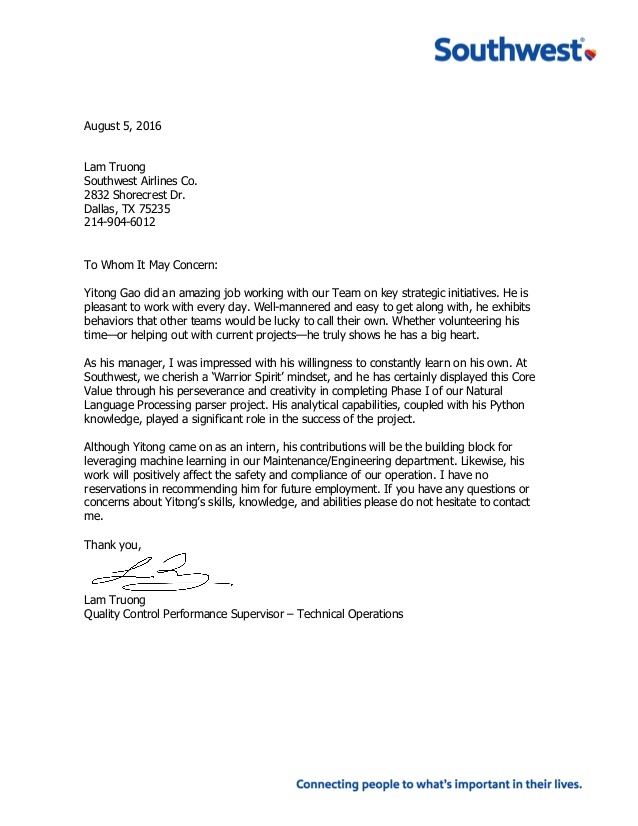 Southwest®
August 5, 2016
Lam Truong
Southwest Airlines Co.
2832 Shorecrest Dr.
Dallas, TX 75235
214-904-6012
To Whom It May Concern:
Yitong Gao did an amazing job working with our Team on key strategic initiatives. He is
pleasant to work with every day. Well-mannered and easy to get along with, he exhibits
behaviors that other teams would be lucky to call their own. Whether volunteering his
time—or helping out with current projects—he truly shows he has a big heart.
As his manager, I was impressed with his willingness to constantly learn on his own. At
Southwest, we cherish a ‘Warrior Spirit’ mindset, and he has certainly displayed this Core
Value through his perseverance and creativity in completing Phase I of our Natural
Language Processing parser project. His analytical capabilities, coupled with his Python
knowledge, played a significant role in the success of the project.
Although Yitong came on as an intern, his contributions will be the building block for
leveraging machine learning in our Maintenance/Engineering department. Likewise, his
work will positively affect the safety and compliance of our operation. I have no
reservations in recommending him for future employment. If you have any questions or
concerns about Yitong’s skills, knowledge, and abilities please do not hesitate to contact
me.
Thank you,
Lam Truong
Quality Control Performance Supervisor – Technical Operations
Connecting people to what’s important in their lives.